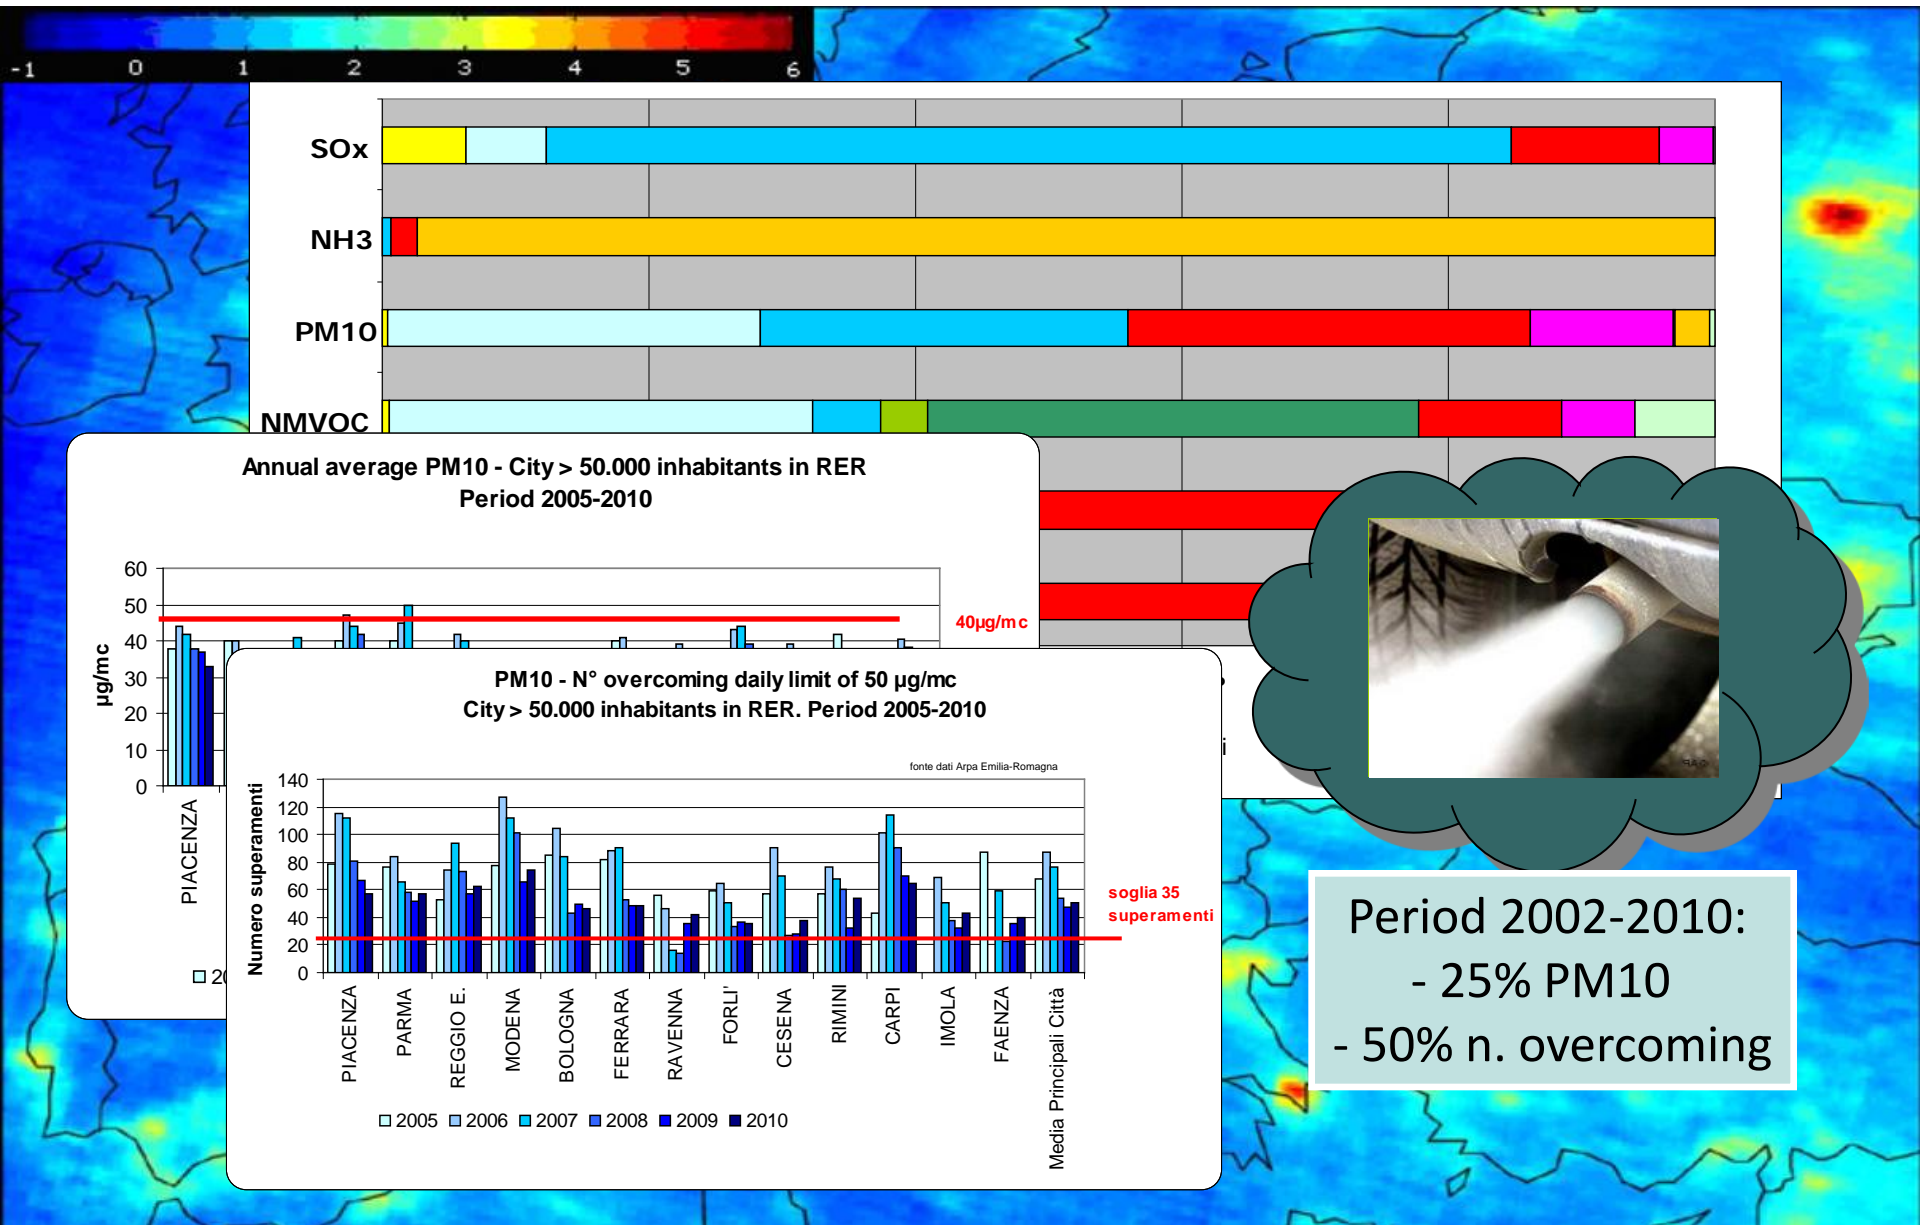 -1 0 1 2 3 4 5 6
SOx
NH3
PM10
NMVOC
Annual average PM10 - City > 50.000 inhabitants in RER
Period 2005-2010
60
50
40
30
20
10
0
µg/mc
40µg/mc
PIACENZA
PM10 - N° overcoming daily limit of 50 µg/mc
City > 50.000 inhabitants in RER. Period 2005-2010
fonte dati Arpa Emilia-Romagna
Numero superamenti
140
120
100
80
60
40
20
0
soglia 35
superamenti
PIACENZA
PARMA
REGGIO E.
MODENA
BOLOGNA
FERRARA
RAVENNA
FORLI'
CESENA
RIMINI
CARPI
IMOLA
FAENZA
Media Principali Città
2005 2006 2007 2008 2009 2010
Period 2002-2010:
- 25% PM10
- 50% n. overcoming